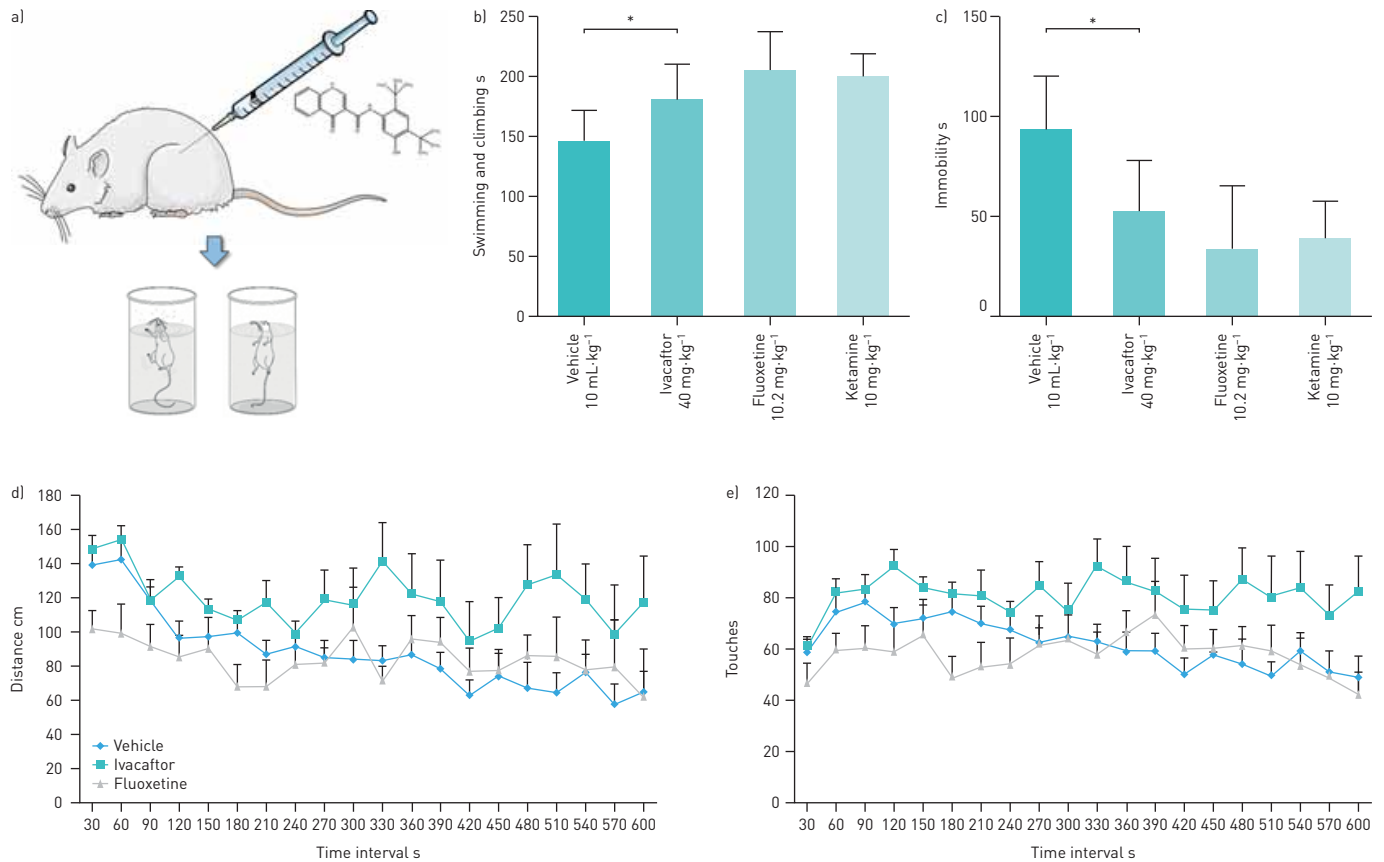 a)
b)
250
200
150
100
50
0
Swimming and climbing s
*
Vehicle
10 mL·kg⁻¹
Ivacaftor
40 mg·kg⁻¹
Fluoxetine
10.2 mg·kg⁻¹
Ketamine
10 mg·kg⁻¹
c)
150
100
50
0
Immobility s
*
Vehicle
10 mL·kg⁻¹
Ivacaftor
40 mg·kg⁻¹
Fluoxetine
10.2 mg·kg⁻¹
Ketamine
10 mg·kg⁻¹
d)
180
160
140
120
100
80
60
40
20
0
Distance cm
Vehicle
Ivacaftor
Fluoxetine
30 60 90 120 150 180 210 240 270 300 330 360 390 420 450 480 510 540 570 600
Time interval s
e)
120
100
80
60
40
20
0
Touches
30 60 90 120 150 180 210 240 270 300 330 360 390 420 450 480 510 540 570 600
Time interval s